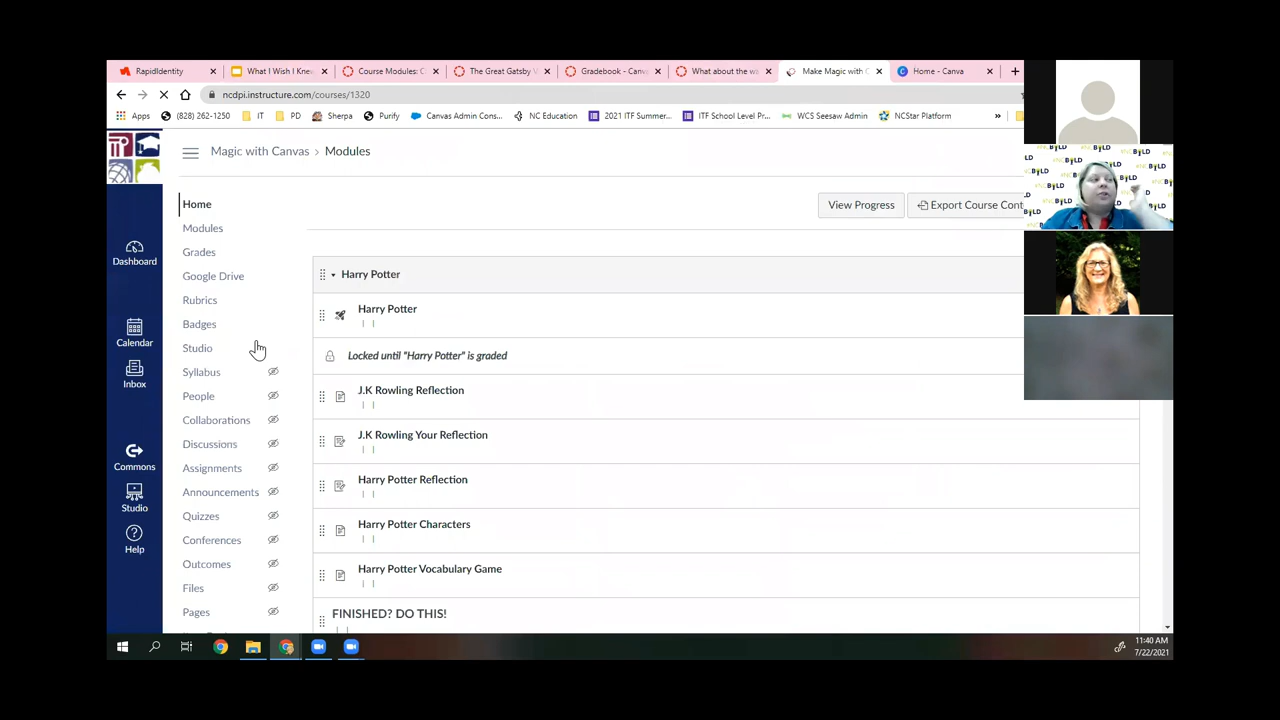 RapidIdentity
What I Wish I Kne
Course Modules: C
The Great Gatsby V
Gradebook - Canv
What about the w
Make Magic with C
Home - Canva
ncdpi.instructure.com/courses/1320
Apps
(828) 262-1250
IT
PD
Sherpa
Purify
Canvas Admin Cons...
NC Education
2021 ITF Summer...
ITF School Level Pr...
WCS Seesaw Admin
NCStar Platform
»
Magic with Canvas > Modules
Home
Modules
Grades
Google Drive
Rubrics
Badges
Studio
Syllabus
People
Collaborations
Discussions
Assignments
Announcements
Quizzes
Conferences
Outcomes
Files
Pages
Dashboard
Calendar
Inbox
Commons
Studio
Help
View Progress
Export Course Cont
Harry Potter
Harry Potter
Locked until "Harry Potter" is graded
J.K Rowling Reflection
J.K Rowling Your Reflection
Harry Potter Reflection
Harry Potter Characters
Harry Potter Vocabulary Game
FINISHED? DO THIS!
11:40 AM
7/22/2021